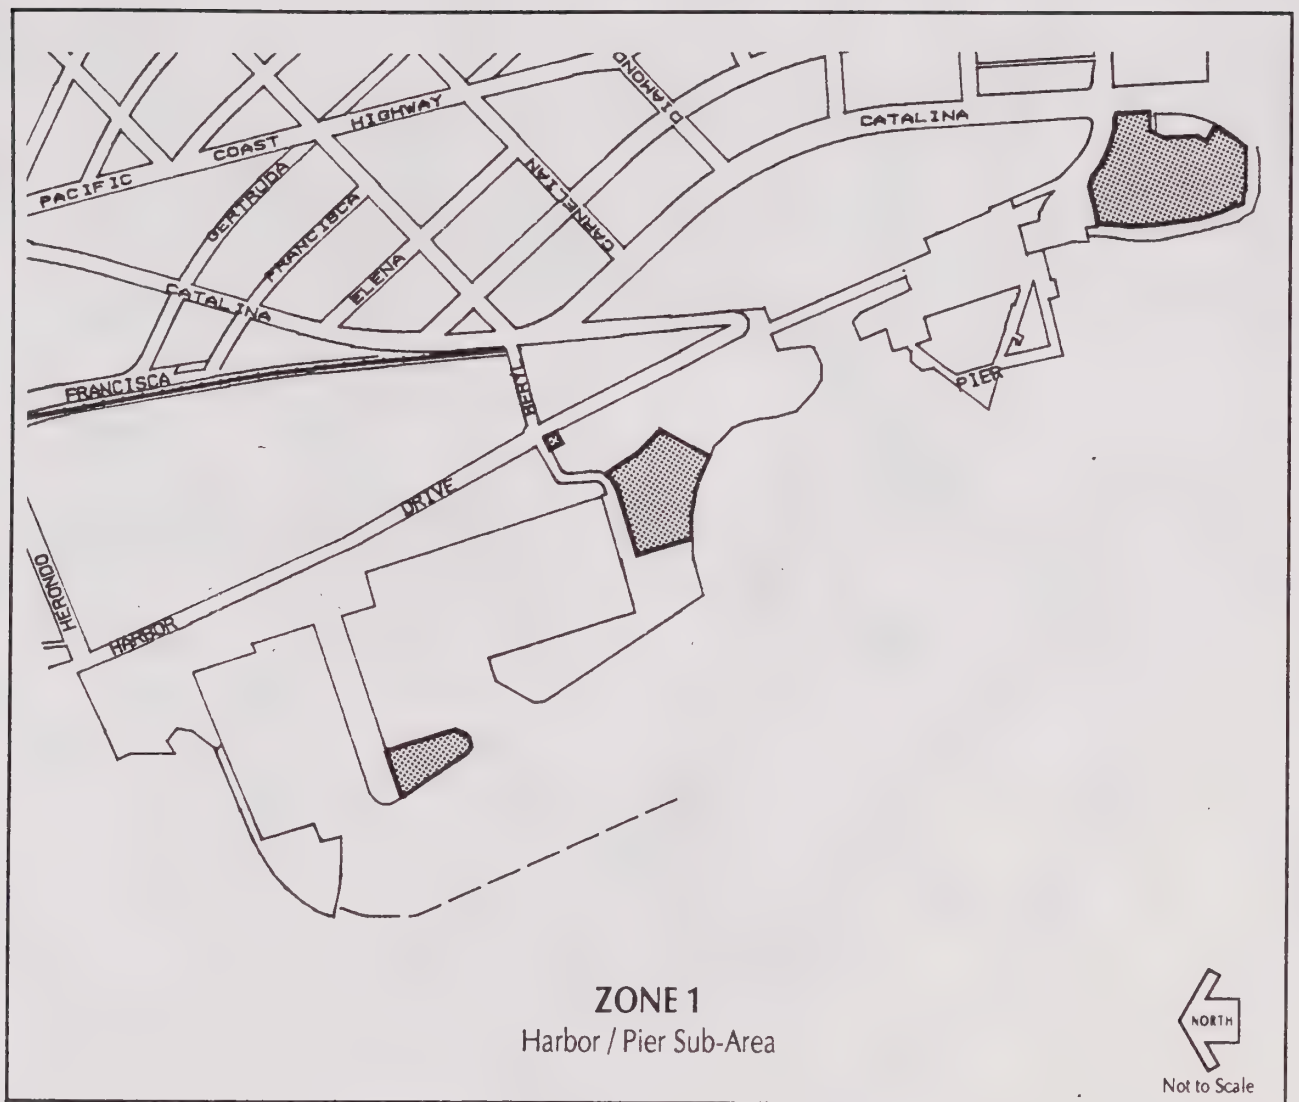 DIAMOND
CATALINA
PACIFIC COAST HIGHWAY
GERTRUDA
FRANCISCA
ELENA
CARNELIAN
CATALINA
FRANCISCA
BERYL
PIER
HARBOR DRIVE
HERONDO
ZONE 1
Harbor / Pier Sub-Area
NORTH
Not to Scale